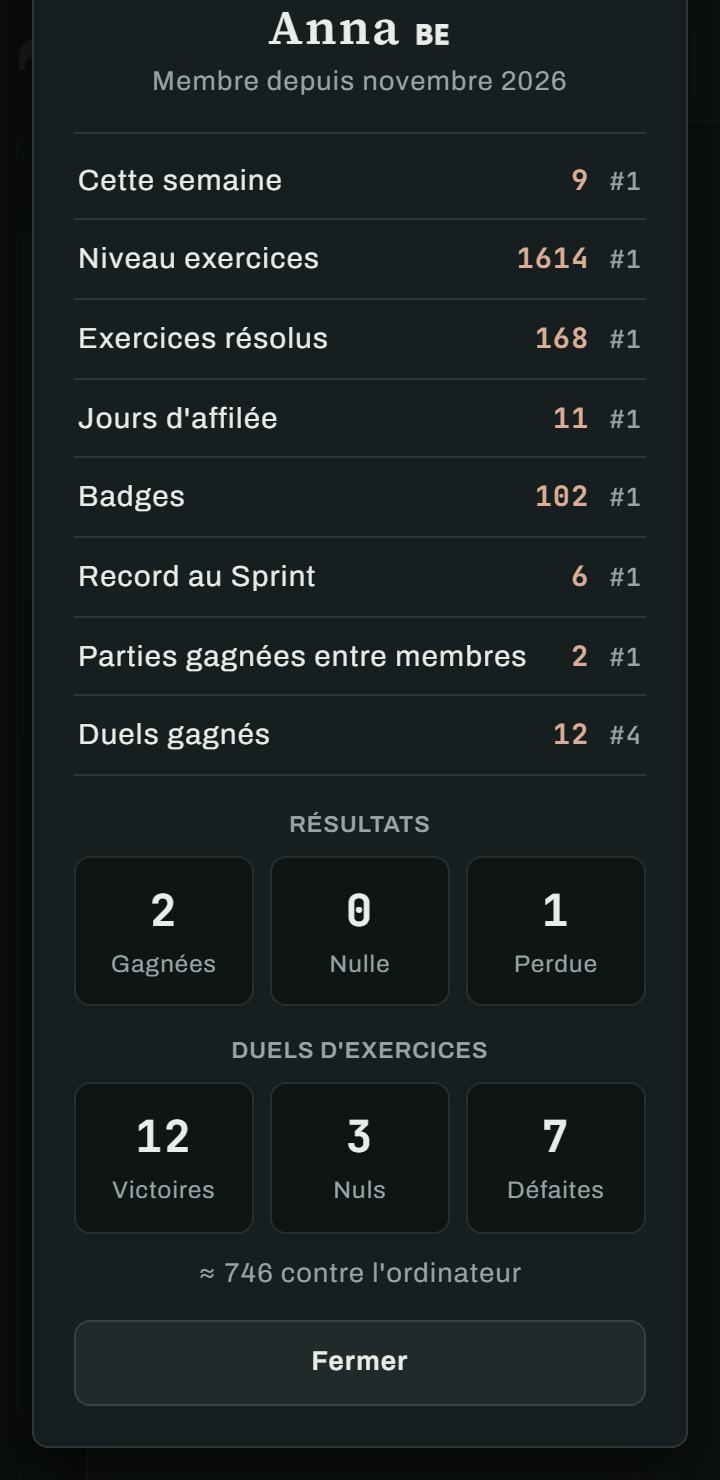 Anna BE
Membre depuis novembre 2026
Cette semaine 9 #1
Niveau exercices 1614 #1
Exercices résolus 168 #1
Jours d'affilée 11 #1
Badges 102 #1
Record au Sprint 6 #1
Parties gagnées entre membres 2 #1
Duels gagnés 12 #4
RÉSULTATS
2 0 1
Gagnées Nulle Perdue
DUELS D'EXERCICES
12 3 7
Victoires Nuls Défaites
≈ 746 contre l'ordinateur
Fermer